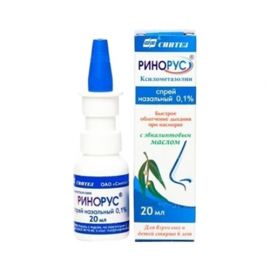 СИНТЕЗ
РИНОРУС®
Ксилометазолин
спрей
назальный 0,1%
Быстрое
облегчение дыхания
при насморке
с эвкалиптовым
маслом
20 мл
Для взрослых и
детей старше 6 лет
ОАО «Синтез»
РИНОРУС®
спрей
назальный 0,1%
20 мл